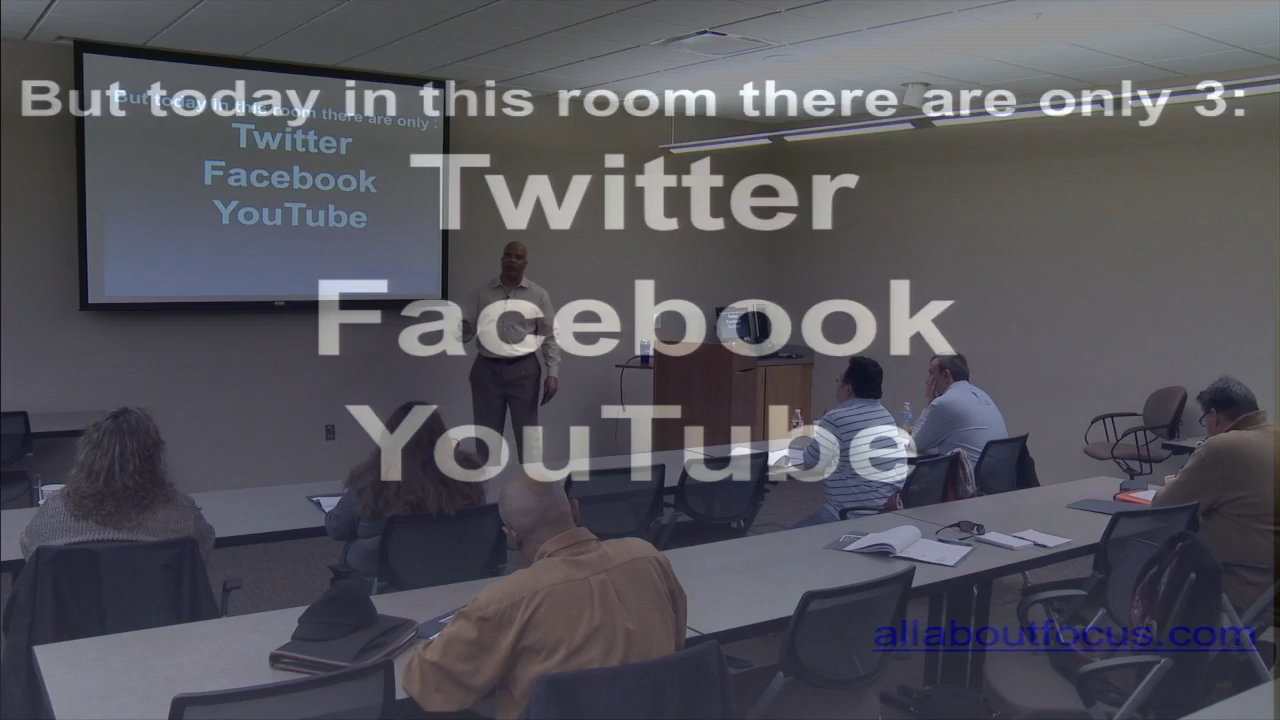 But today in this room there are only 3:
Twitter
Facebook
YouTube
But today in this room there are only :
Twitter
Facebook
YouTube
allaboutfocus.com